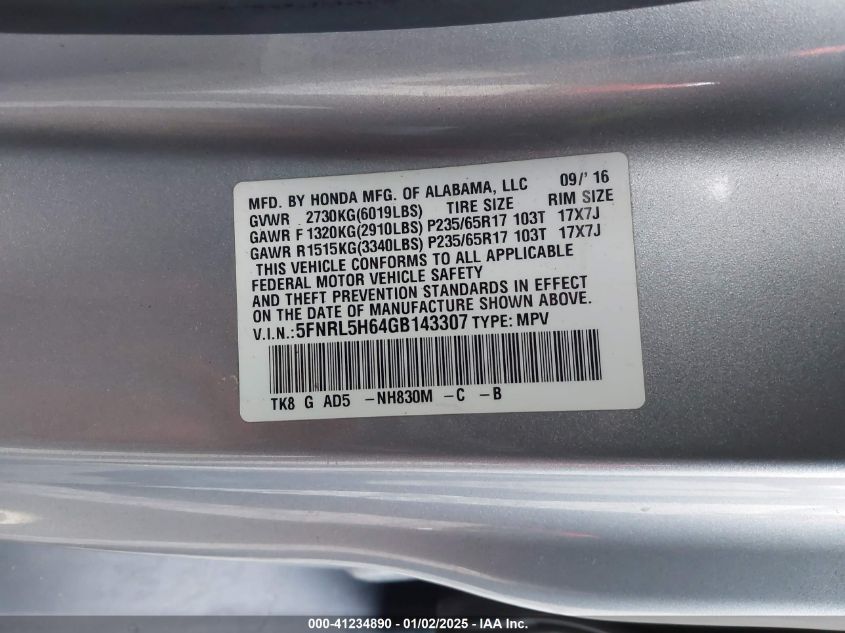 MFD. BY HONDA MFG. OF ALABAMA, LLC 09/' 16
GVWR 2730KG(6019LBS) TIRE SIZE RIM SIZE
GAWR F 1320KG(2910LBS) P235/65R17 103T 17X7J
GAWR R1515KG(3340LBS) P235/65R17 103T 17X7J
THIS VEHICLE CONFORMS TO ALL APPLICABLE
FEDERAL MOTOR VEHICLE SAFETY
AND THEFT PREVENTION STANDARDS IN EFFECT
ON THE DATE OF MANUFACTURE SHOWN ABOVE.
V.I.N.:5FNRL5H64GB143307 TYPE: MPV
TK8 G AD5 -NH830M -C -B
000-41234890 - 01/02/2025 - IAA Inc.